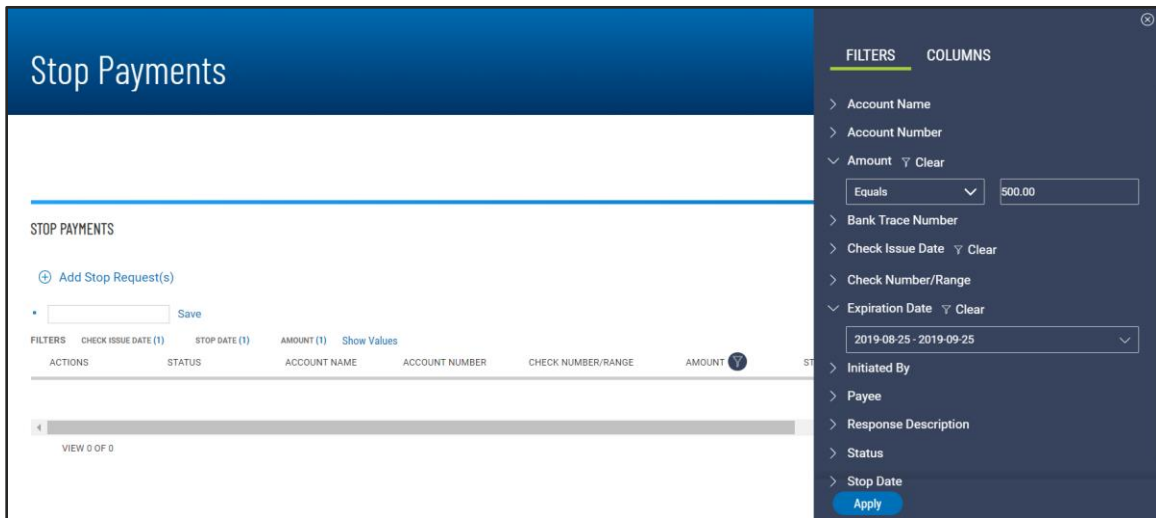 Stop Payments
STOP PAYMENTS
Add Stop Request(s)
Save
FILTERS CHECK ISSUE DATE (1) STOP DATE (1) AMOUNT (1) Show Values
ACTIONS STATUS ACCOUNT NAME ACCOUNT NUMBER CHECK NUMBER/RANGE AMOUNT ST
VIEW 0 OF 0
FILTERS COLUMNS
Account Name
Account Number
Amount Clear
Equals 500.00
Bank Trace Number
Check Issue Date Clear
Check Number/Range
Expiration Date Clear
2019-08-25 - 2019-09-25
Initiated By
Payee
Response Description
Status
Stop Date
Apply